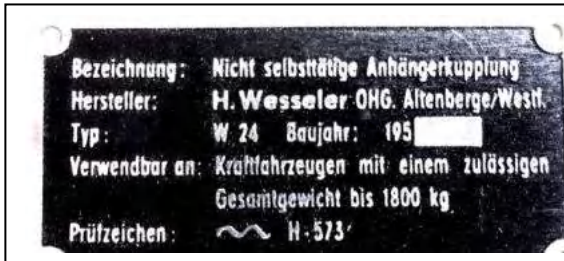 Bezeichnung: Nicht selbsttätige Anhängerkupplung
Hersteller: H. Wesseler OHG. Altenberge/Westf.
Typ: W 24 Baujahr: 195
Verwendbar an: Kraftfahrzeugen mit einem zulässigen
Gesamtgewicht bis 1800 kg
Prüfzeichen: H-573